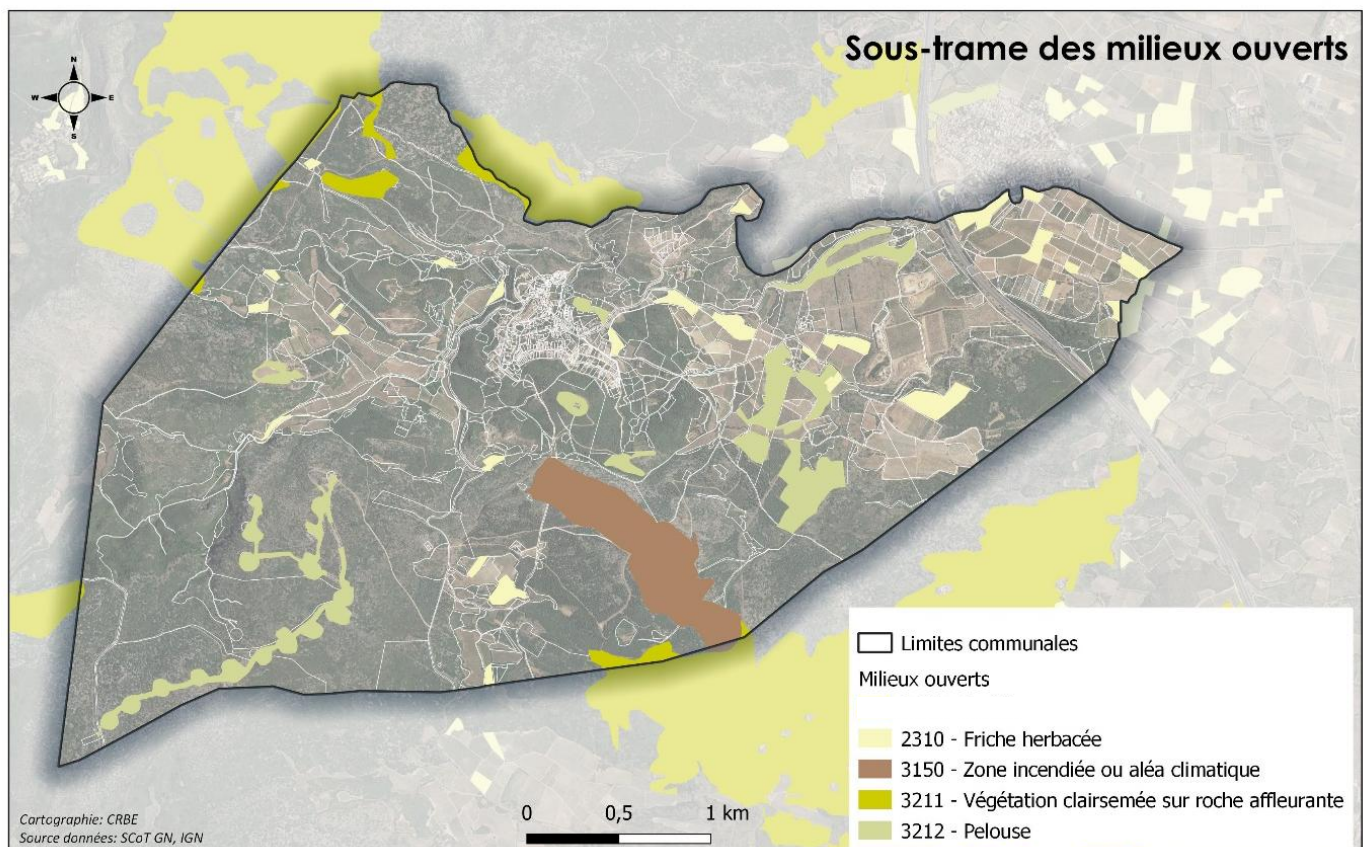 Sous-trame des milieux ouverts
N
W E
S
Limites communales
Milieux ouverts
2310 - Friche herbacée
3150 - Zone incendiée ou aléa climatique
3211 - Végétation clairsemée sur roche affleurante
3212 - Pelouse
0 0,5 1 km
Cartographie: CRBE
Source données: SCoT GN, IGN